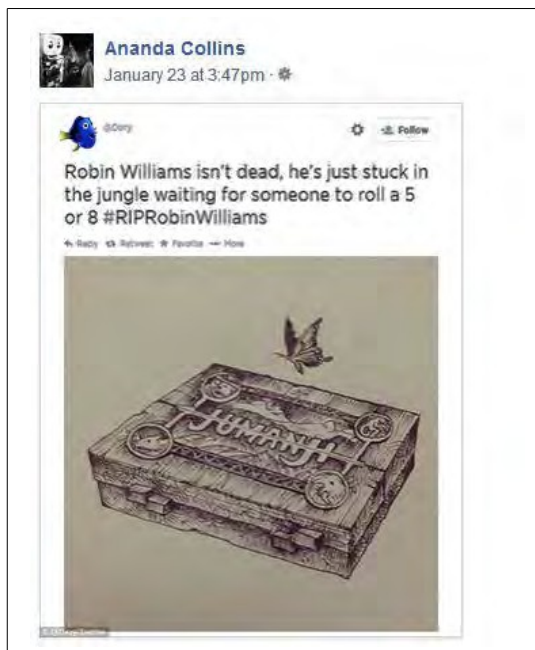 Ananda Collins
January 23 at 3:47pm ·
@Dory
Follow
Robin Williams isn't dead, he's just stuck in
the jungle waiting for someone to roll a 5
or 8 #RIPRobinWilliams
Reply Retweet Favorite More
JUMANJI